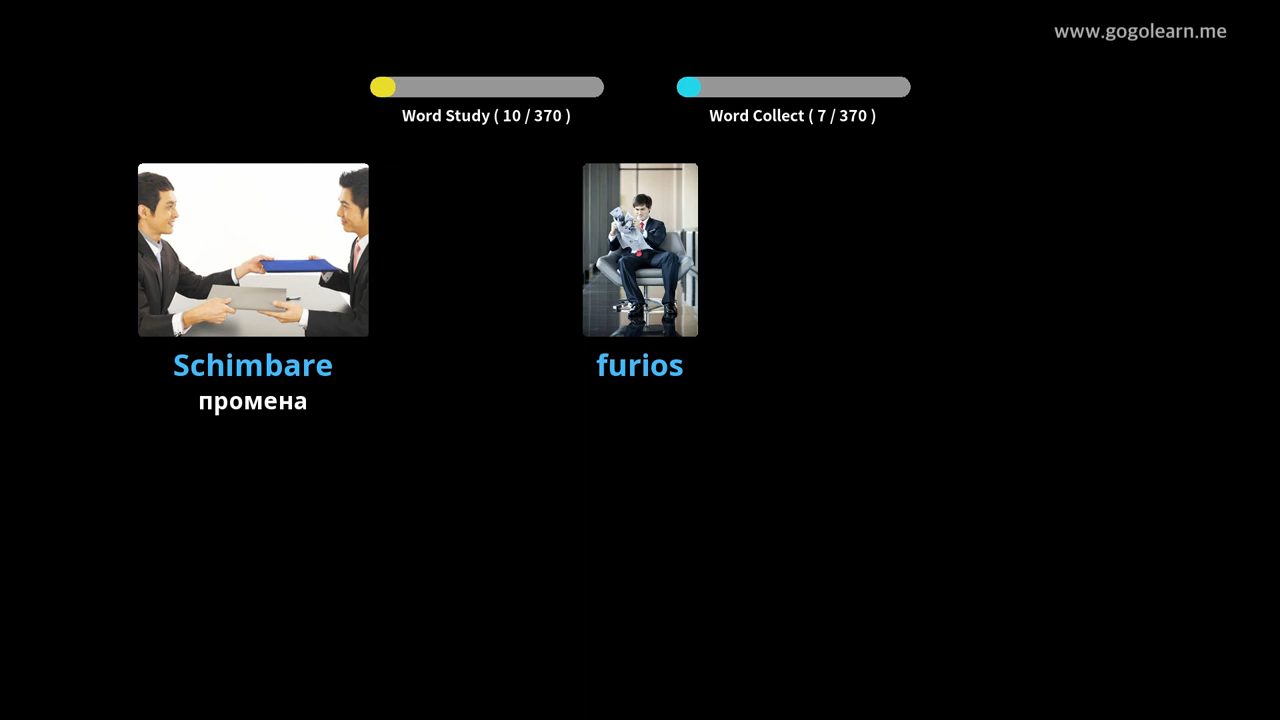 www.gogolearn.me
Word Study ( 10 / 370 )
Word Collect ( 7 / 370 )
Schimbare
промена
furios